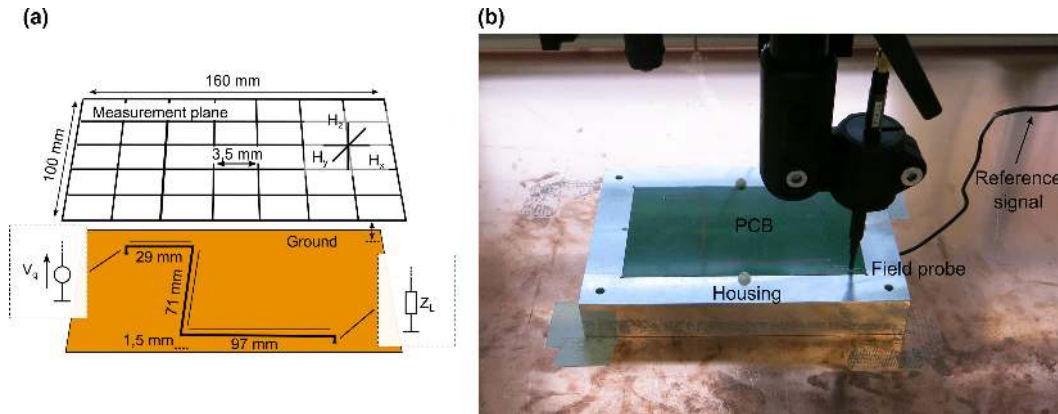 (a)
160 mm
Measurement plane
100 mm
Hz
3,5 mm
Hy
Hx
Ground
Vg
29 mm
71 mm
ZL
1,5 mm
97 mm
(b)
Reference
signal
PCB
Field probe
Housing